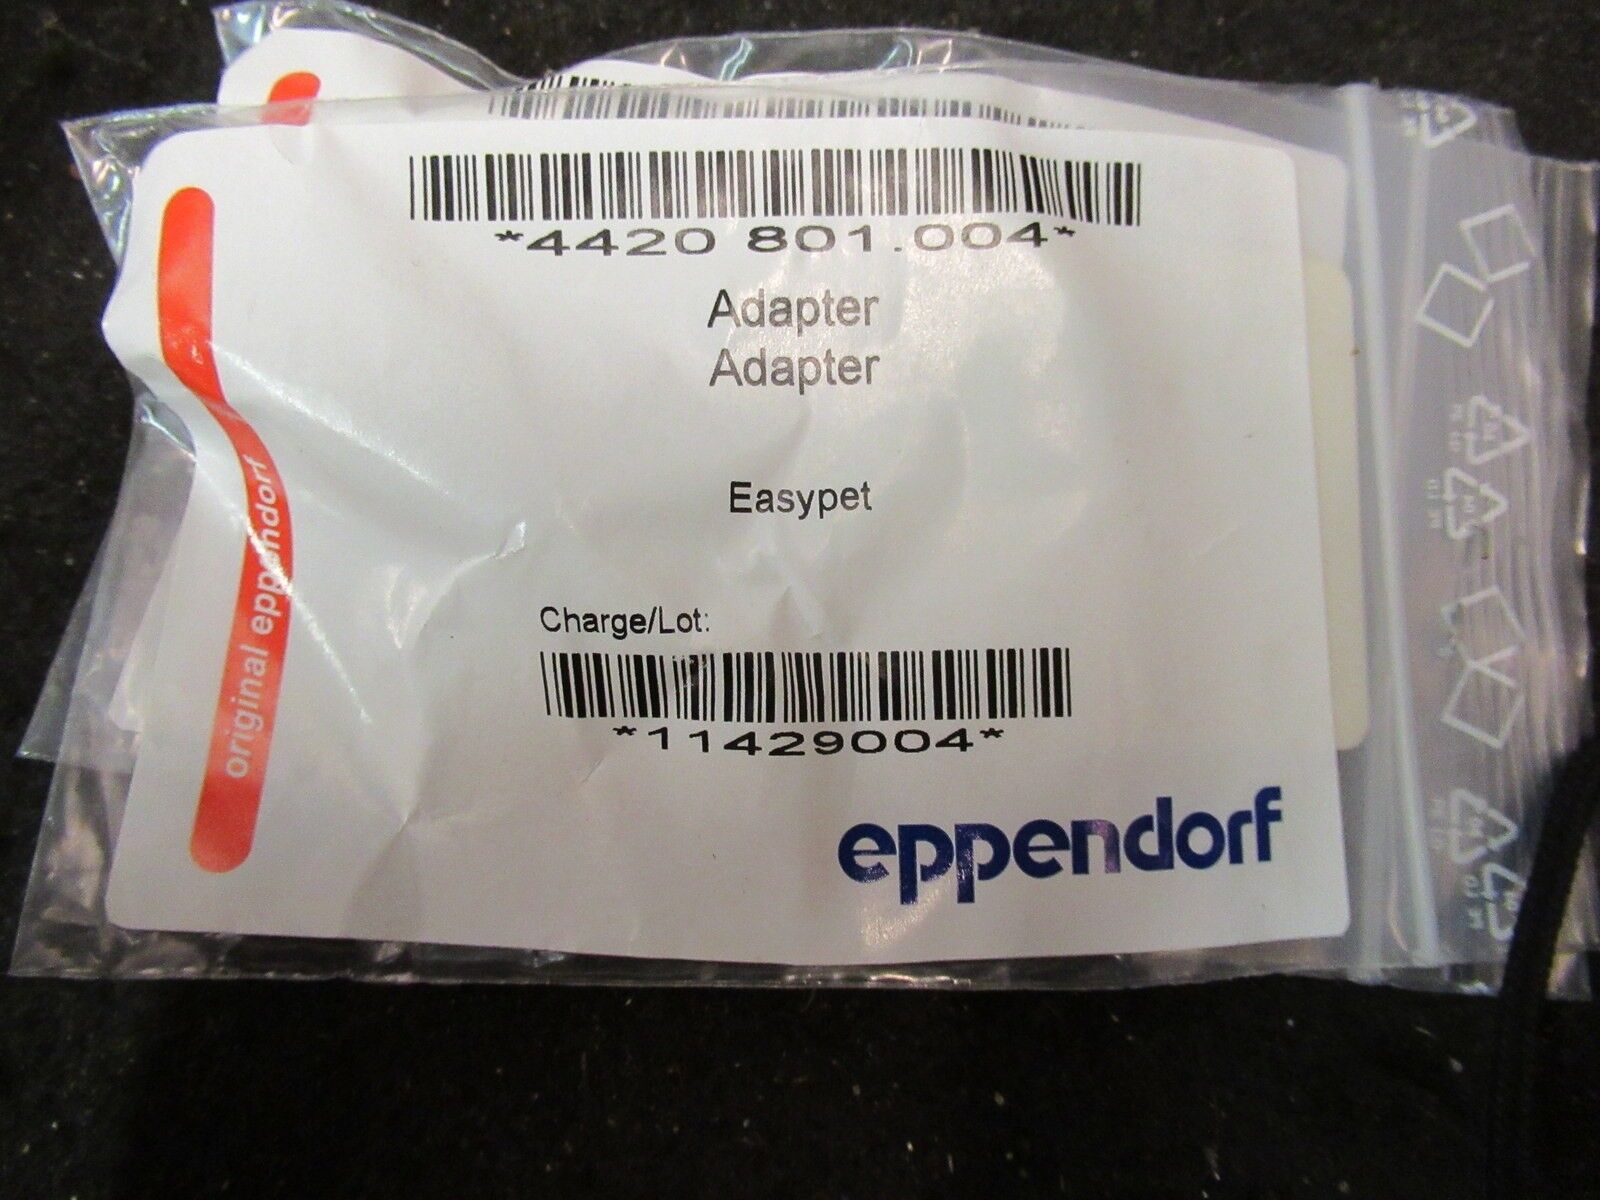 *4420 801.004*
Adapter
Adapter
Easypet
Charge/Lot:
*11429004*
original eppendorf
eppendorf